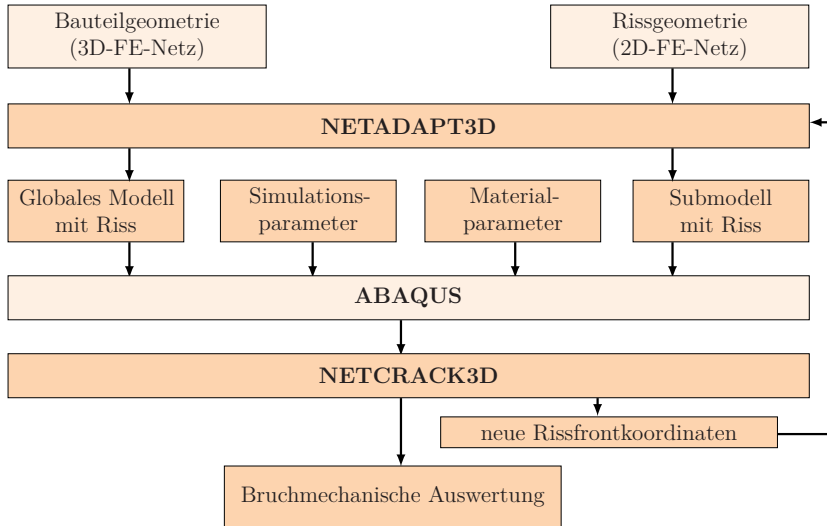 Bauteilgeometrie
(3D-FE-Netz)
Rissgeometrie
(2D-FE-Netz)
NETADAPT3D
Globales Modell
mit Riss
Simulations-
parameter
Material-
parameter
Submodell
mit Riss
ABAQUS
NETCRACK3D
neue Rissfrontkoordinaten
Bruchmechanische Auswertung